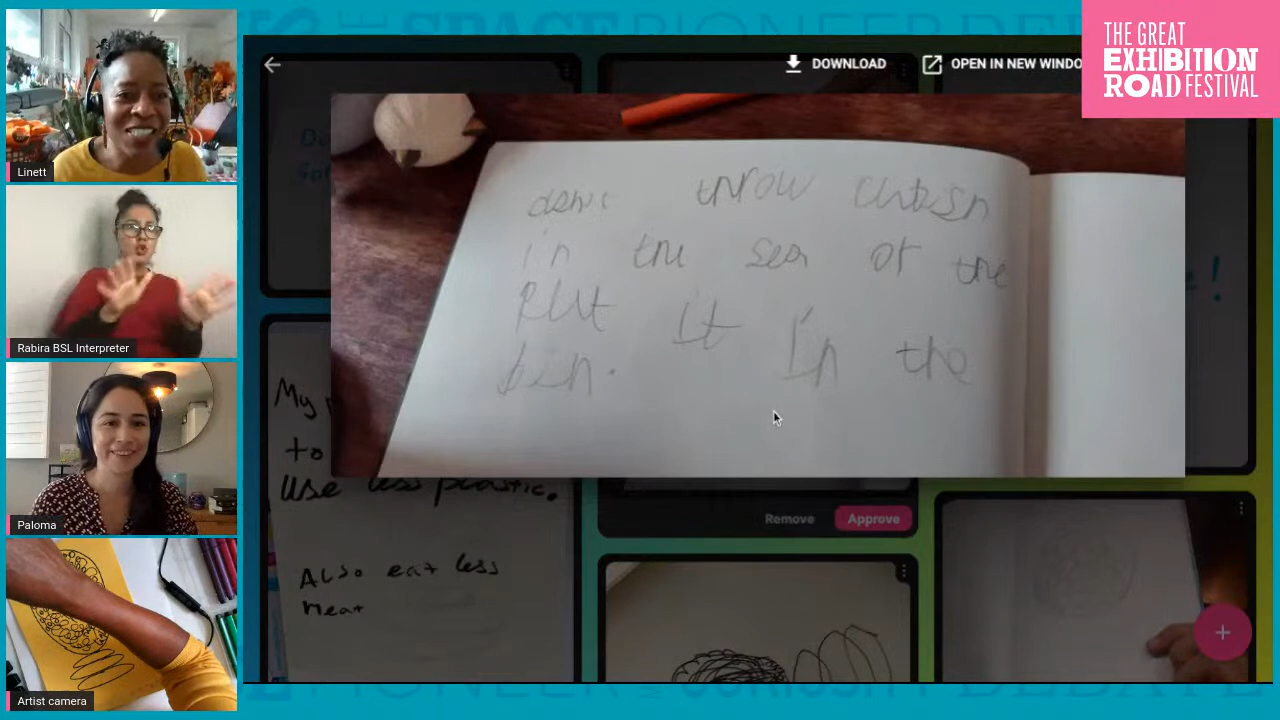 THE GREAT
EXHIBITION
ROAD FESTIVAL
DOWNLOAD
OPEN IN NEW WINDO
throw
in the sea or the
Put it in the
bin.
My
to
use less plastic.
Also eat less
meat
Remove
Approve
Linett
Rabira BSL Interpreter
Paloma
Artist camera